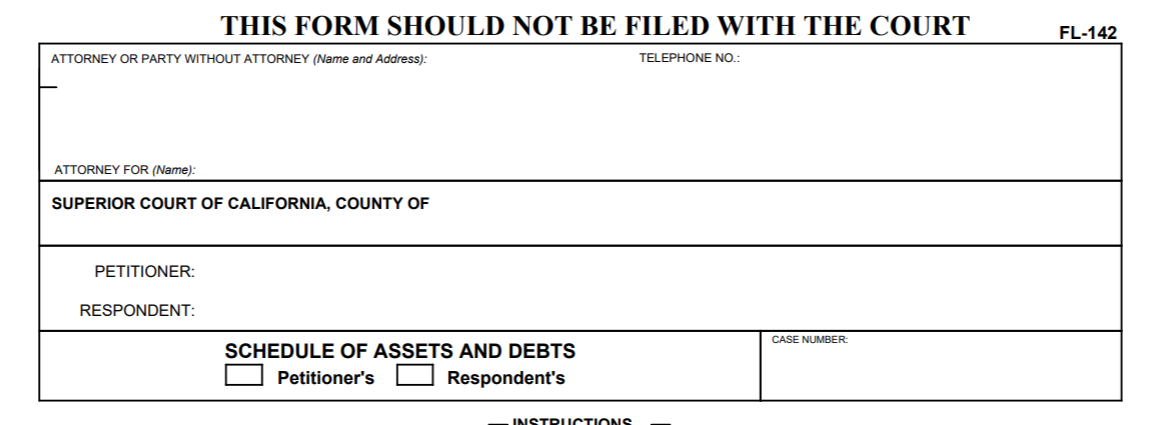 THIS FORM SHOULD NOT BE FILED WITH THE COURT
FL-142
ATTORNEY OR PARTY WITHOUT ATTORNEY (Name and Address):
TELEPHONE NO.:
ATTORNEY FOR (Name):
SUPERIOR COURT OF CALIFORNIA, COUNTY OF
PETITIONER:
RESPONDENT:
SCHEDULE OF ASSETS AND DEBTS
Petitioner's Respondent's
CASE NUMBER:
— INSTRUCTIONS —